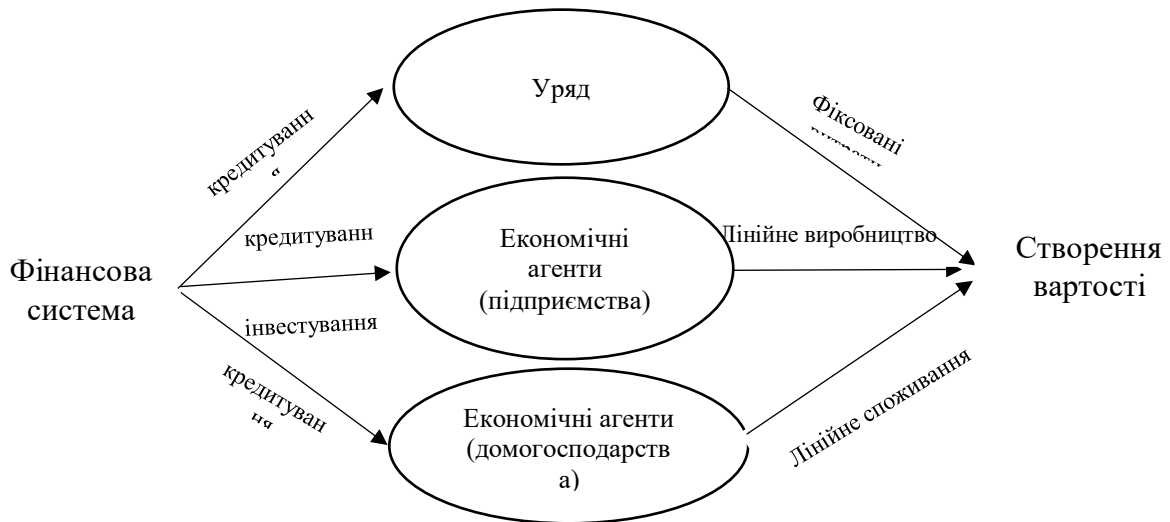 Уряд
Фіксовані
кредитуванн
кредитуванн
Економічні
агенти
(підприємства)
Лінійне виробництво
Створення
вартості
Фінансова
система
інвестування
кредитуван
ня
Економічні агенти
(домогосподарств
а)
Лінійне споживання